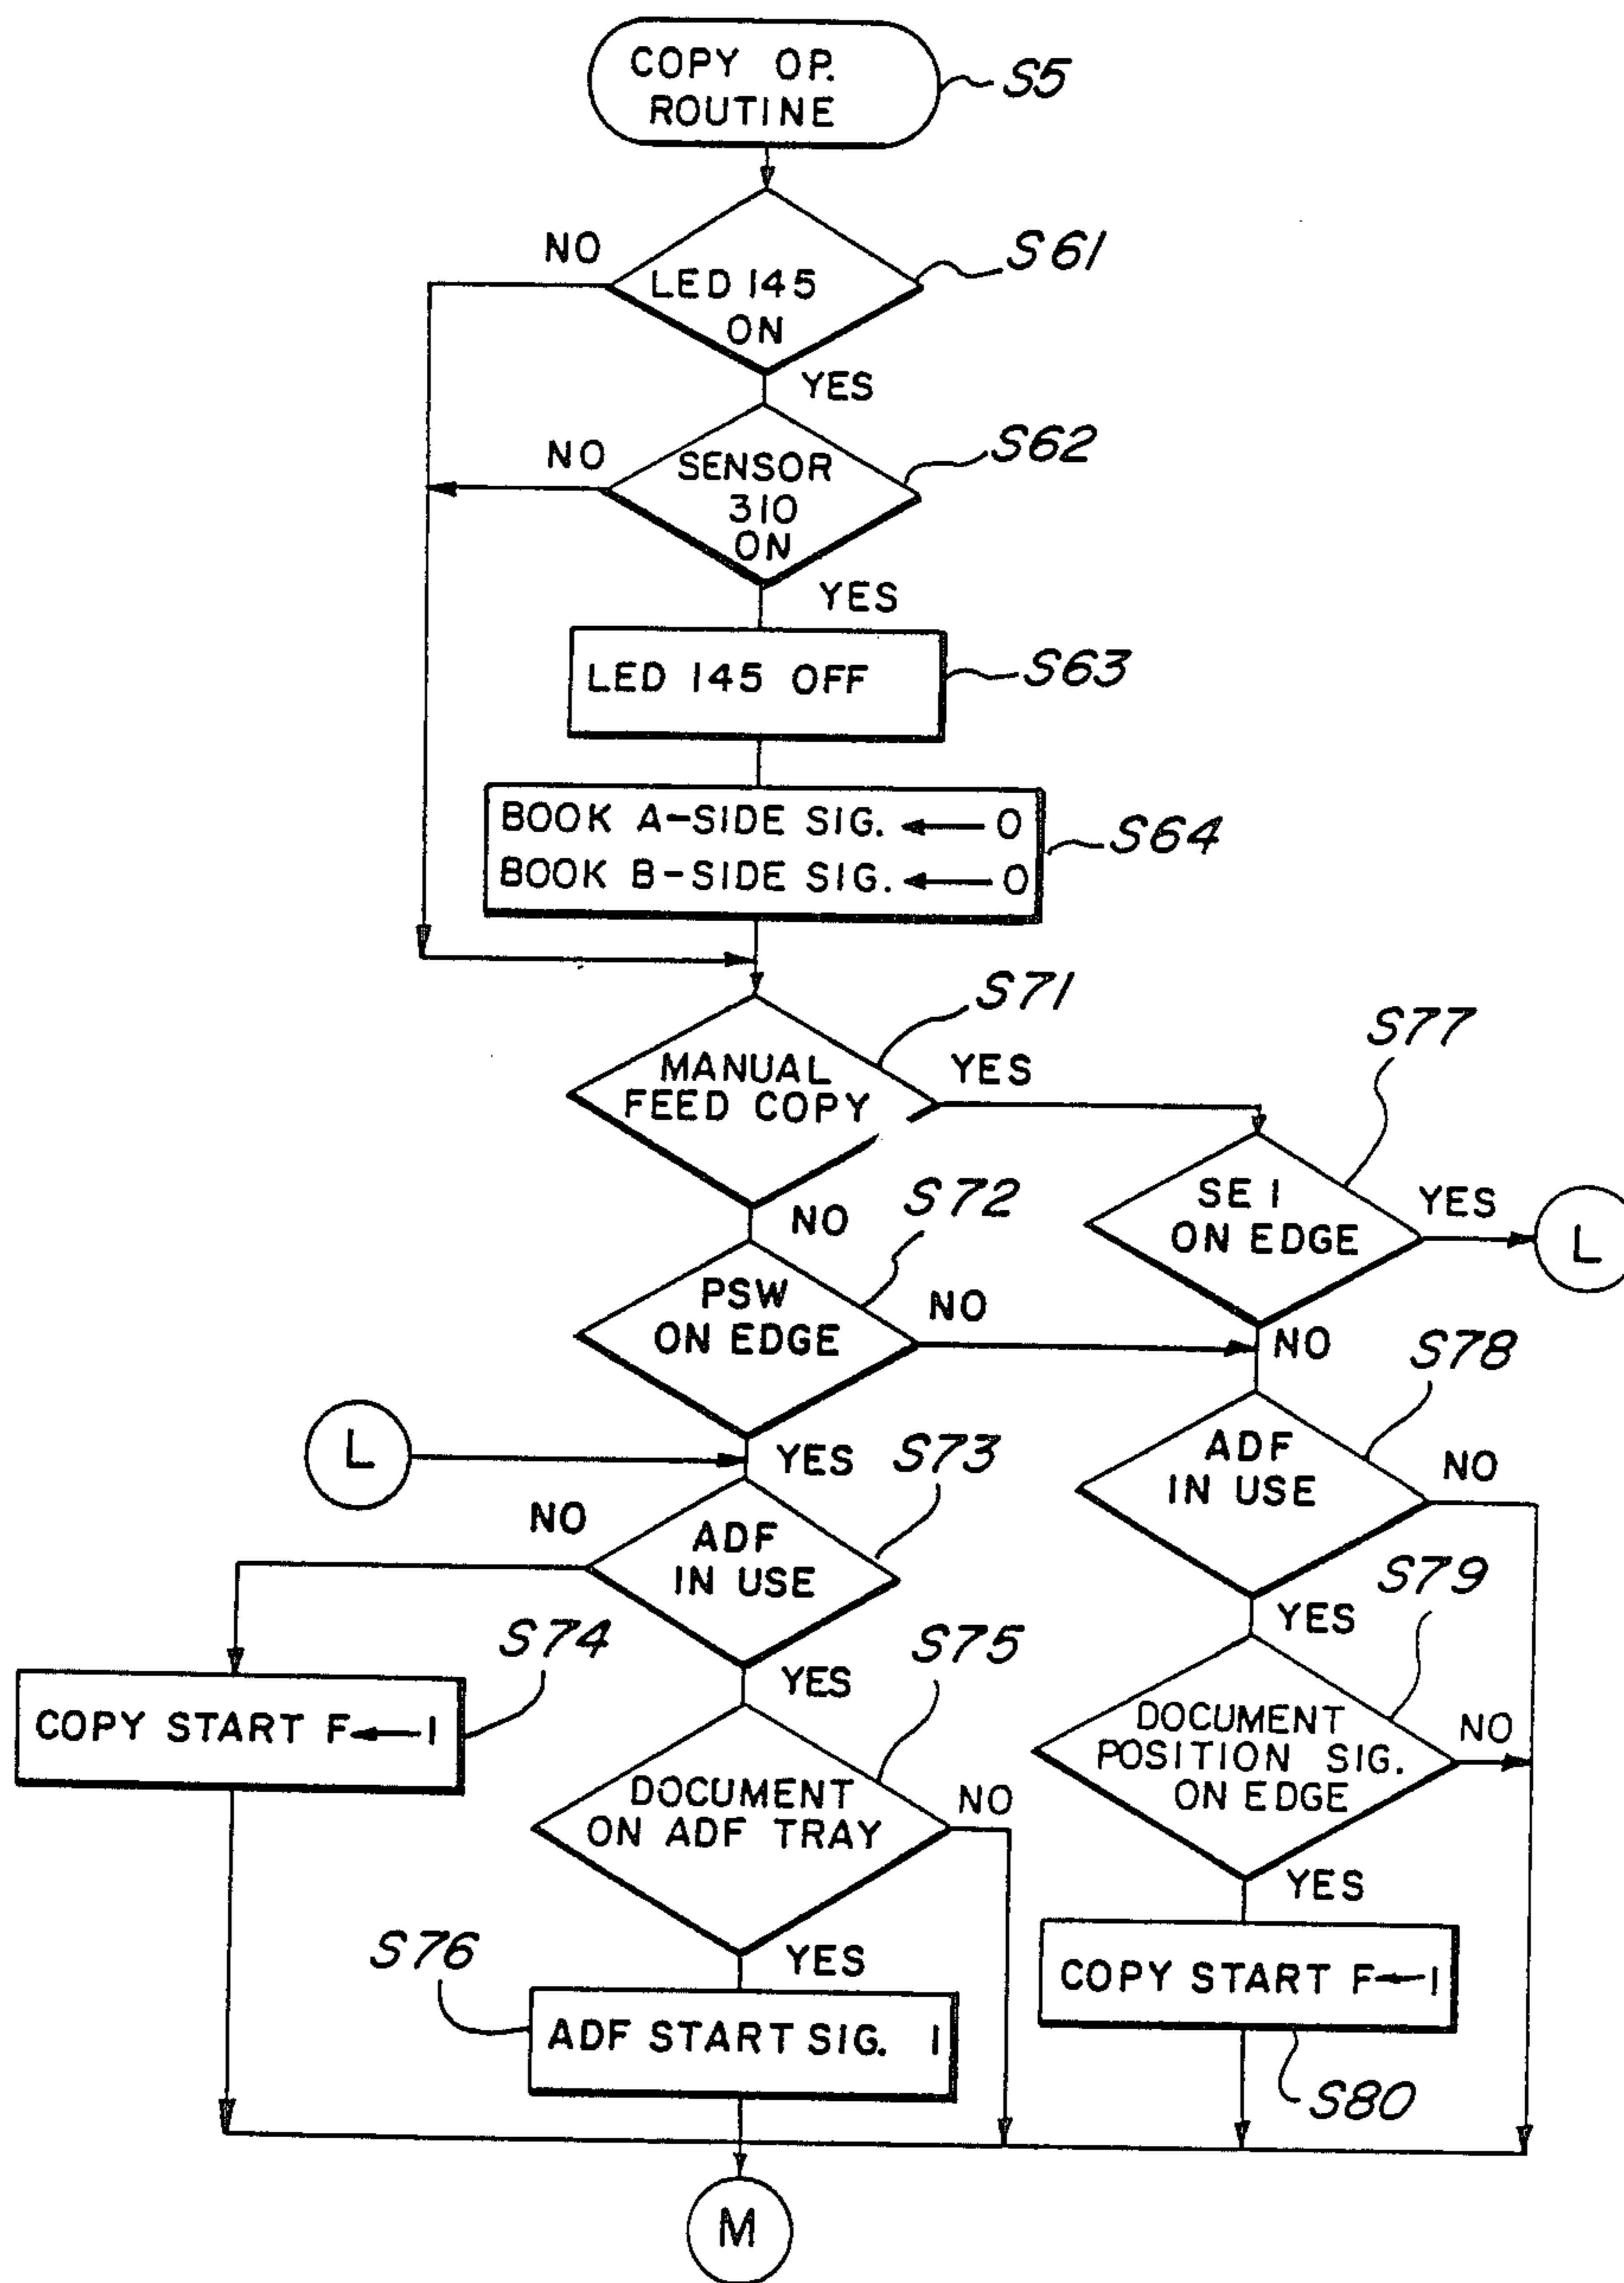 COPY OP.
ROUTINE
S5
NO
LED 145
ON
S61
YES
NO
SENSOR
310
ON
S62
YES
LED 145 OFF
S63
BOOK A-SIDE SIG. ← 0
BOOK B-SIDE SIG. ← 0
S64
MANUAL
FEED COPY
S71
YES
NO
S77
SE 1
ON EDGE
YES
L
NO
PSW
ON EDGE
S72
NO
YES
L
ADF
IN USE
S73
NO
YES
S78
ADF
IN USE
NO
YES
COPY START F ← 1
S74
DOCUMENT
ON ADF TRAY
S75
NO
YES
S79
DOCUMENT
POSITION SIG.
ON EDGE
NO
YES
S76
ADF START SIG. 1
COPY START F ← 1
S80
M